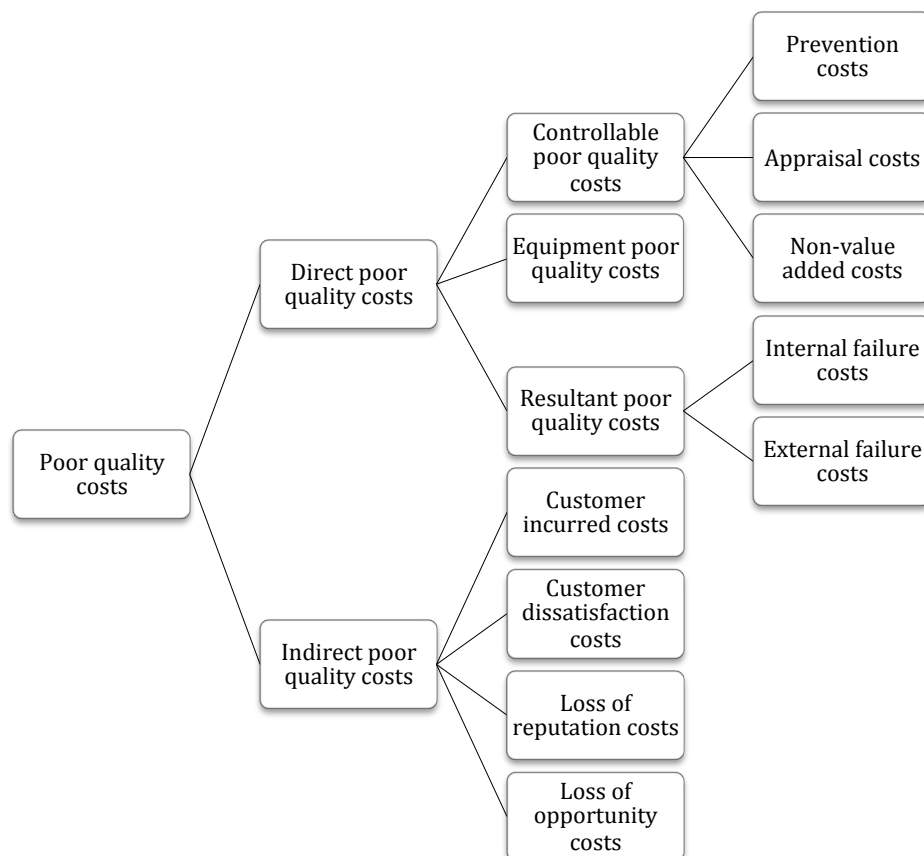 Poor quality
costs
Direct poor
quality costs
Controllable
poor quality
costs
Prevention
costs
Appraisal costs
Non-value
added costs
Equipment poor
quality costs
Resultant poor
quality costs
Internal failure
costs
External failure
costs
Indirect poor
quality costs
Customer
incurred costs
Customer
dissatisfaction
costs
Loss of
reputation costs
Loss of
opportunity
costs